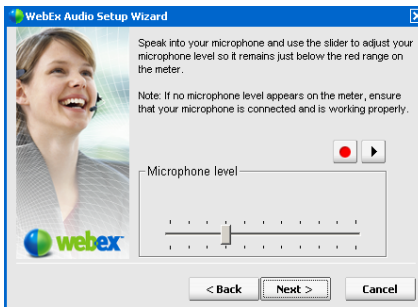 WebEx Audio Setup Wizard
Speak into your microphone and use the slider to adjust your
microphone level so it remains just below the red range on
the meter.
Note: If no microphone level appears on the meter, ensure
that your microphone is connected and is working properly.
Microphone level
webex
< Back Next > Cancel